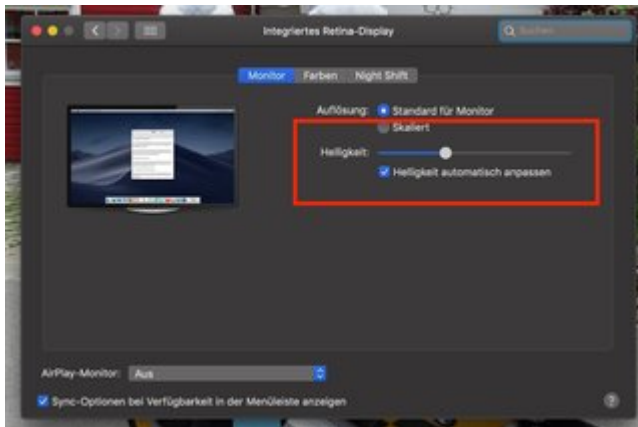 Integriertes Retina-Display
Suchen
Monitor Farben Night Shift
Auflösung: Standard für Monitor
Skaliert
Helligkeit:
Helligkeit automatisch anpassen
AirPlay-Monitor: Aus
Sync-Optionen bei Verfügbarkeit in der Menüleiste anzeigen
?